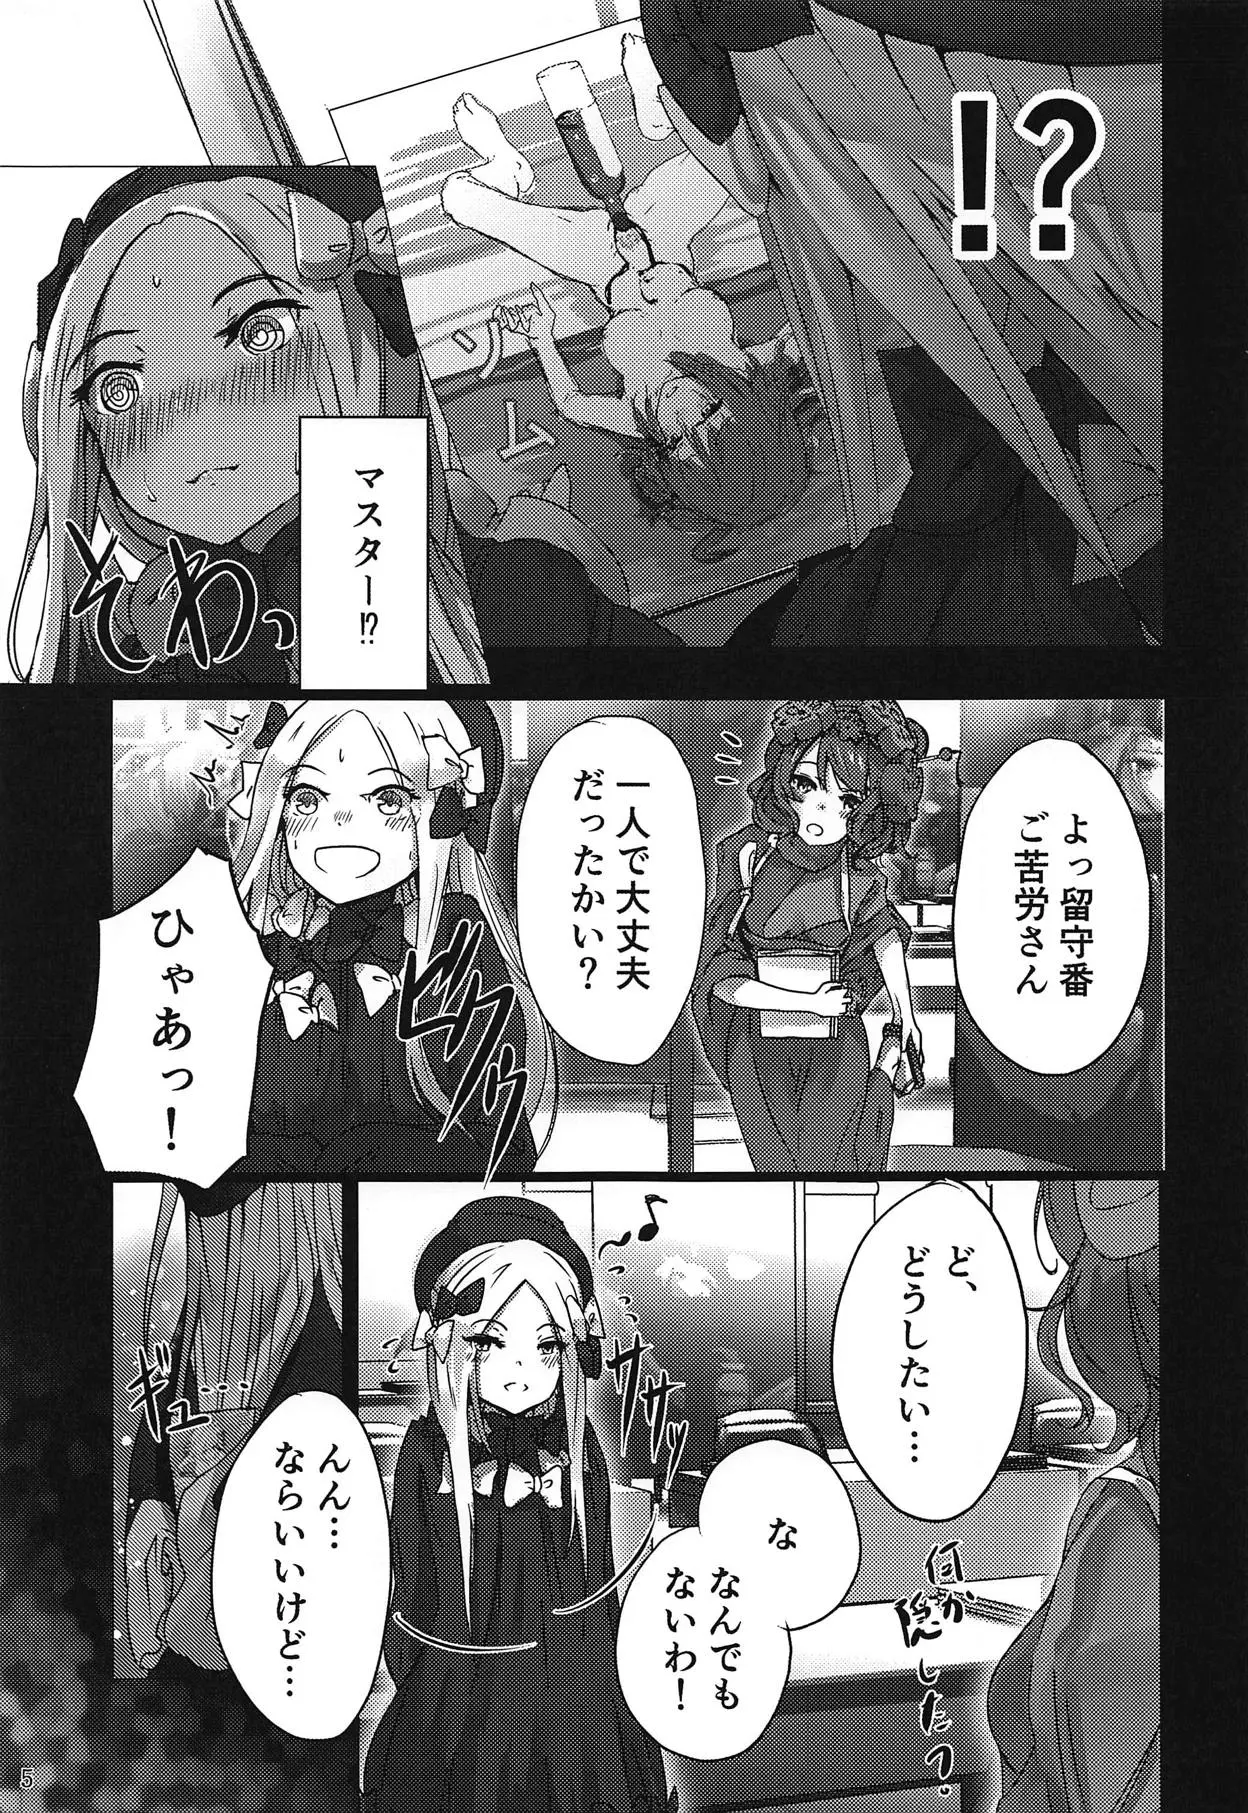 !?
ソ
ム
マスター!?
そわっ
よっ留守番
ご苦労さん
一人で大丈夫
だったかい?
ビクゥッ
ひゃあっ!
ど、
どうしたい…
何か
隠したっ
な
なんでも
ないわ!
ササッ
んん…
ならいいけど…
ギュ…
5